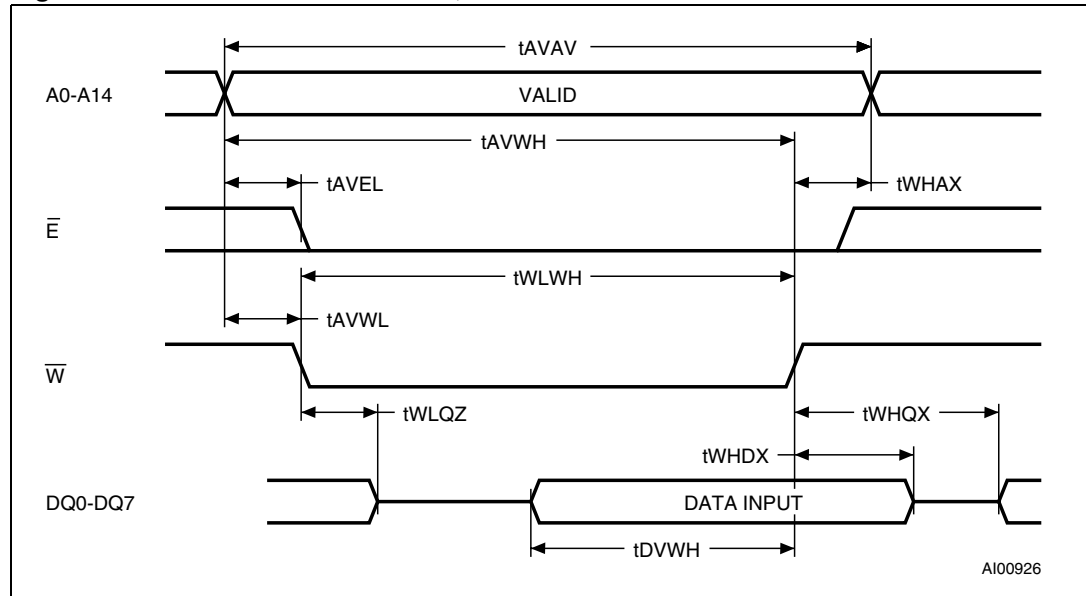 tAVAV
A0-A14 VALID
tAVWH
tAVEL tWHAX
E̅
tWLWH
tAVWL
W̅
tWLQZ tWHQX
tWHDX
DQ0-DQ7 DATA INPUT
tDVWH
AI00926